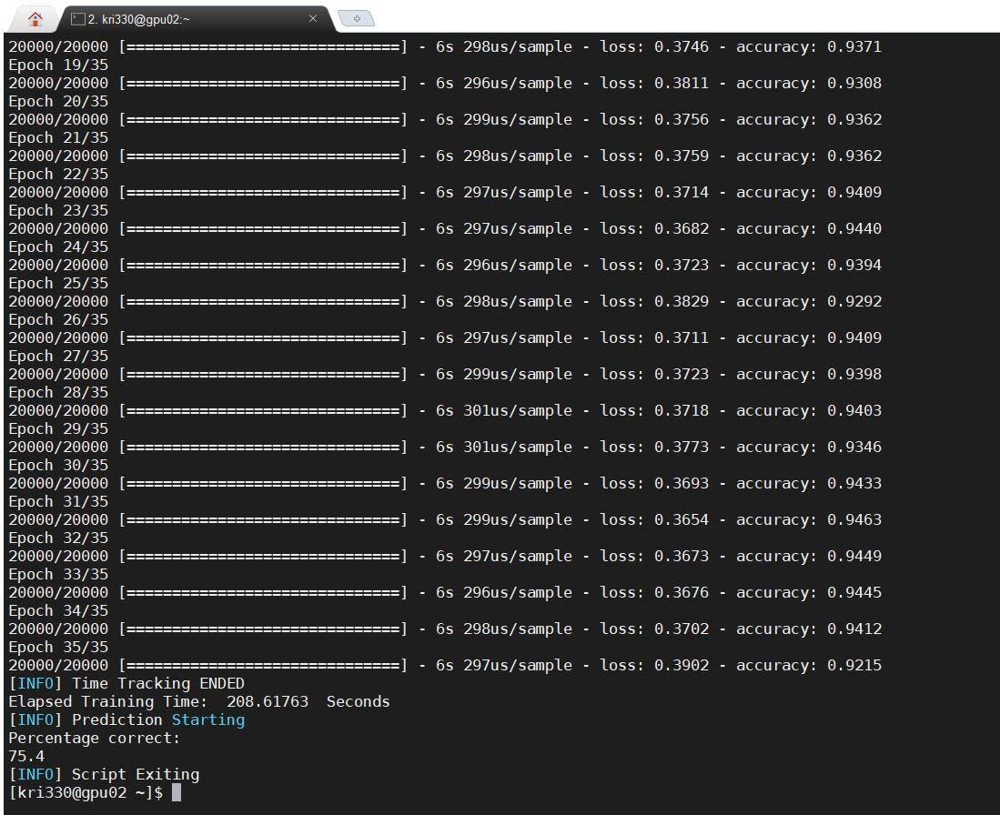 2. kri330@gpu02:~
20000/20000 [==============================] - 6s 298us/sample - loss: 0.3746 - accuracy: 0.9371
Epoch 19/35
20000/20000 [==============================] - 6s 296us/sample - loss: 0.3811 - accuracy: 0.9308
Epoch 20/35
20000/20000 [==============================] - 6s 299us/sample - loss: 0.3756 - accuracy: 0.9362
Epoch 21/35
20000/20000 [==============================] - 6s 298us/sample - loss: 0.3759 - accuracy: 0.9362
Epoch 22/35
20000/20000 [==============================] - 6s 297us/sample - loss: 0.3714 - accuracy: 0.9409
Epoch 23/35
20000/20000 [==============================] - 6s 297us/sample - loss: 0.3682 - accuracy: 0.9440
Epoch 24/35
20000/20000 [==============================] - 6s 296us/sample - loss: 0.3723 - accuracy: 0.9394
Epoch 25/35
20000/20000 [==============================] - 6s 298us/sample - loss: 0.3829 - accuracy: 0.9292
Epoch 26/35
20000/20000 [==============================] - 6s 297us/sample - loss: 0.3711 - accuracy: 0.9409
Epoch 27/35
20000/20000 [==============================] - 6s 299us/sample - loss: 0.3723 - accuracy: 0.9398
Epoch 28/35
20000/20000 [==============================] - 6s 301us/sample - loss: 0.3718 - accuracy: 0.9403
Epoch 29/35
20000/20000 [==============================] - 6s 301us/sample - loss: 0.3773 - accuracy: 0.9346
Epoch 30/35
20000/20000 [==============================] - 6s 299us/sample - loss: 0.3693 - accuracy: 0.9433
Epoch 31/35
20000/20000 [==============================] - 6s 299us/sample - loss: 0.3654 - accuracy: 0.9463
Epoch 32/35
20000/20000 [==============================] - 6s 297us/sample - loss: 0.3673 - accuracy: 0.9449
Epoch 33/35
20000/20000 [==============================] - 6s 296us/sample - loss: 0.3676 - accuracy: 0.9445
Epoch 34/35
20000/20000 [==============================] - 6s 298us/sample - loss: 0.3702 - accuracy: 0.9412
Epoch 35/35
20000/20000 [==============================] - 6s 297us/sample - loss: 0.3902 - accuracy: 0.9215
[INFO] Time Tracking ENDED
Elapsed Training Time:  208.61763  Seconds
[INFO] Prediction Starting
Percentage correct:
75.4
[INFO] Script Exiting
[kri330@gpu02 ~]$